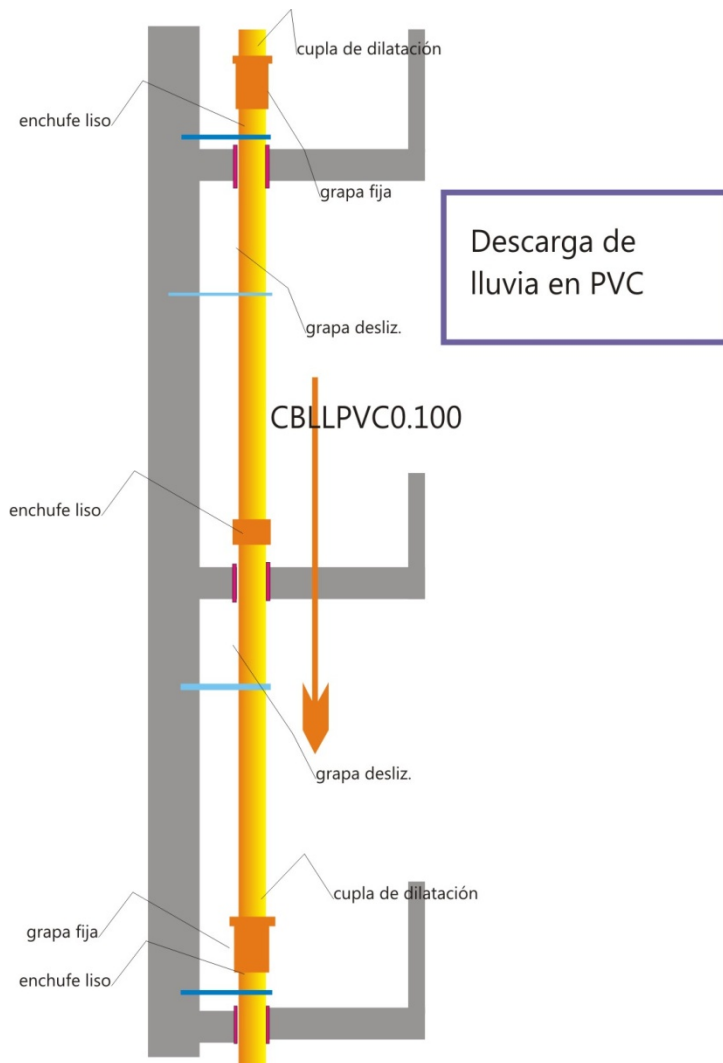 cupla de dilatación
enchufe liso
grapa fija
Descarga de
lluvia en PVC
grapa desliz.
CBLLPVC0.100
enchufe liso
grapa desliz.
cupla de dilatación
grapa fija
enchufe liso